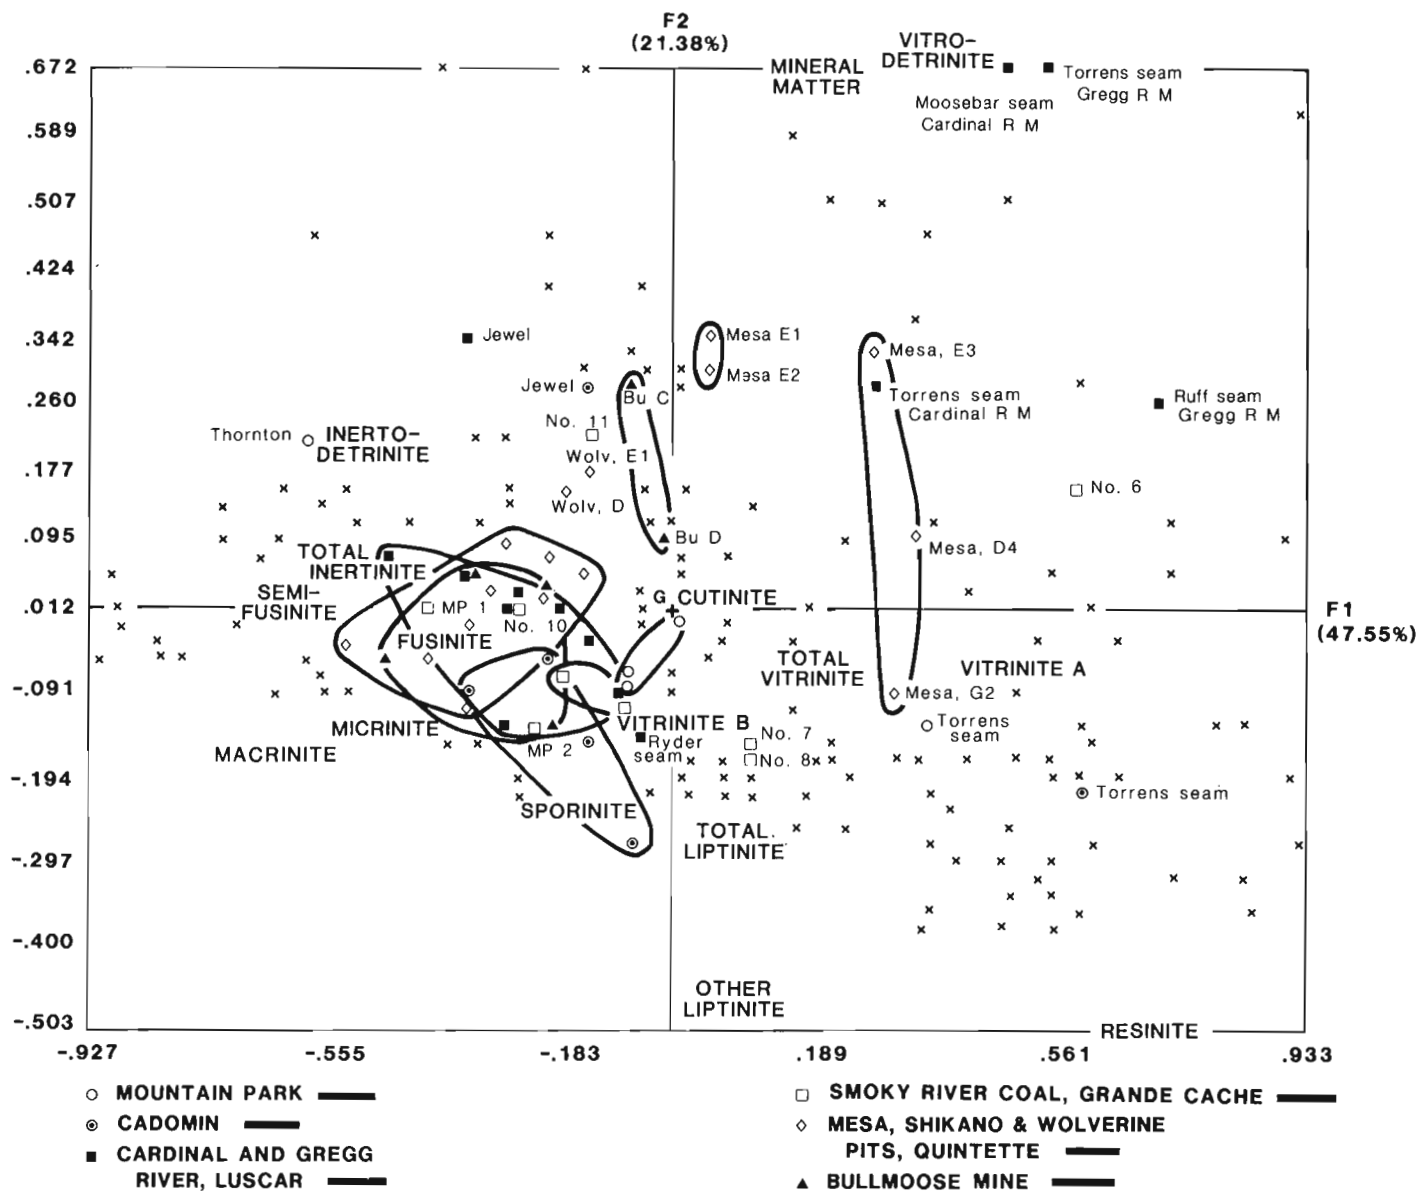 F2
(21.38%)
VITRO-
DETRINITE
MINERAL
MATTER
Torrens seam
Gregg R M
Moosebar seam
Cardinal R M
.672
.589
.507
.424
.342
.260
.177
.095
.012
-.091
-.194
-.297
-.400
-.503
Jewel
Mesa E1
Mesa E2
Mesa, E3
Jewel
Bu C
Torrens seam
Cardinal R M
Ruff seam
Gregg R M
No. 11
Thornton
INERTO-
DETRINITE
Wolv, E1
Wolv, D
No. 6
Bu D
Mesa, D4
TOTAL
INERTINITE
SEMI-
FUSINITE
G
CUTINITE
F1
(47.55%)
MP 1
No. 10
FUSINITE
TOTAL
VITRINITE
VITRINITE A
Mesa, G2
MICRINITE
MACRINITE
VITRINITE B
Torrens
seam
MP 2
Ryder
seam
No. 7
No. 8
Torrens seam
SPORINITE
TOTAL.
LIPTINITE
OTHER
LIPTINITE
RESINITE
-.927
-.555
-.183
.189
.561
.933
MOUNTAIN PARK
CADOMIN
CARDINAL AND GREGG
RIVER, LUSCAR
SMOKY RIVER COAL, GRANDE CACHE
MESA, SHIKANO & WOLVERINE
PITS, QUINTETTE
BULLMOOSE MINE